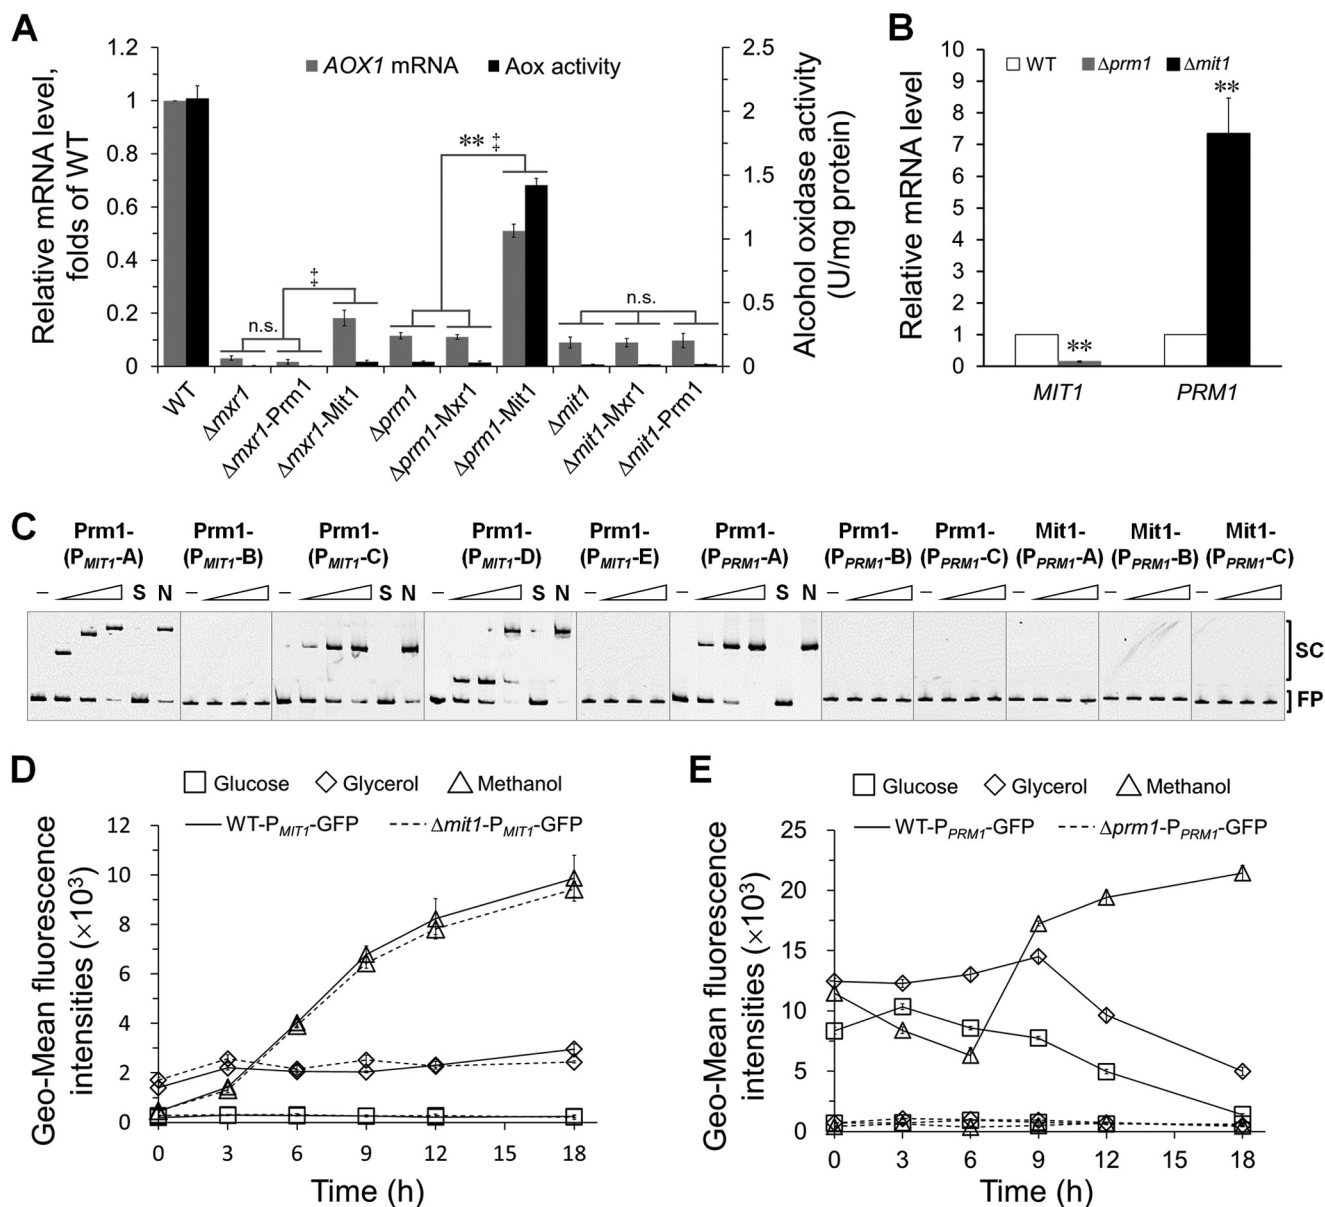 A
1.2
1
0.8
0.6
0.4
0.2
0
Relative mRNA level,
folds of WT
AOX1 mRNA Aox activity
n.s.
‡
** ‡
n.s.
2.5
2
1.5
1
0.5
0
Alcohol oxidase activity
(U/mg protein)
WT
Δmxr1
Δmxr1-Prm1
Δmxr1-Mit1
Δprm1
Δprm1-Mxr1
Δprm1-Mit1
Δmit1
Δmit1-Mxr1
Δmit1-Prm1
B
10
9
8
7
6
5
4
3
2
1
0
Relative mRNA level
WT Δprm1 Δmit1
**
**
MIT1 PRM1
C
Prm1- Prm1- Prm1- Prm1- Prm1- Prm1- Prm1- Prm1- Mit1- Mit1- Mit1-
(PMIT1-A) (PMIT1-B) (PMIT1-C) (PMIT1-D) (PMIT1-E) (PPRM1-A) (PPRM1-B) (PPRM1-C) (PPRM1-A) (PPRM1-B) (PPRM1-C)
– S N – – S N – S N – – S N – – – – –
SC
FP
D
Glucose Glycerol Methanol
WT-PMIT1-GFP Δmit1-PMIT1-GFP
12
10
8
6
4
2
0
Geo-Mean fluorescence
intensities (×10³)
0 3 6 9 12 15 18
Time (h)
E
Glucose Glycerol Methanol
WT-PPRM1-GFP Δprm1-PPRM1-GFP
25
20
15
10
5
0
Geo-Mean fluorescence
intensities (×10³)
0 3 6 9 12 15 18
Time (h)